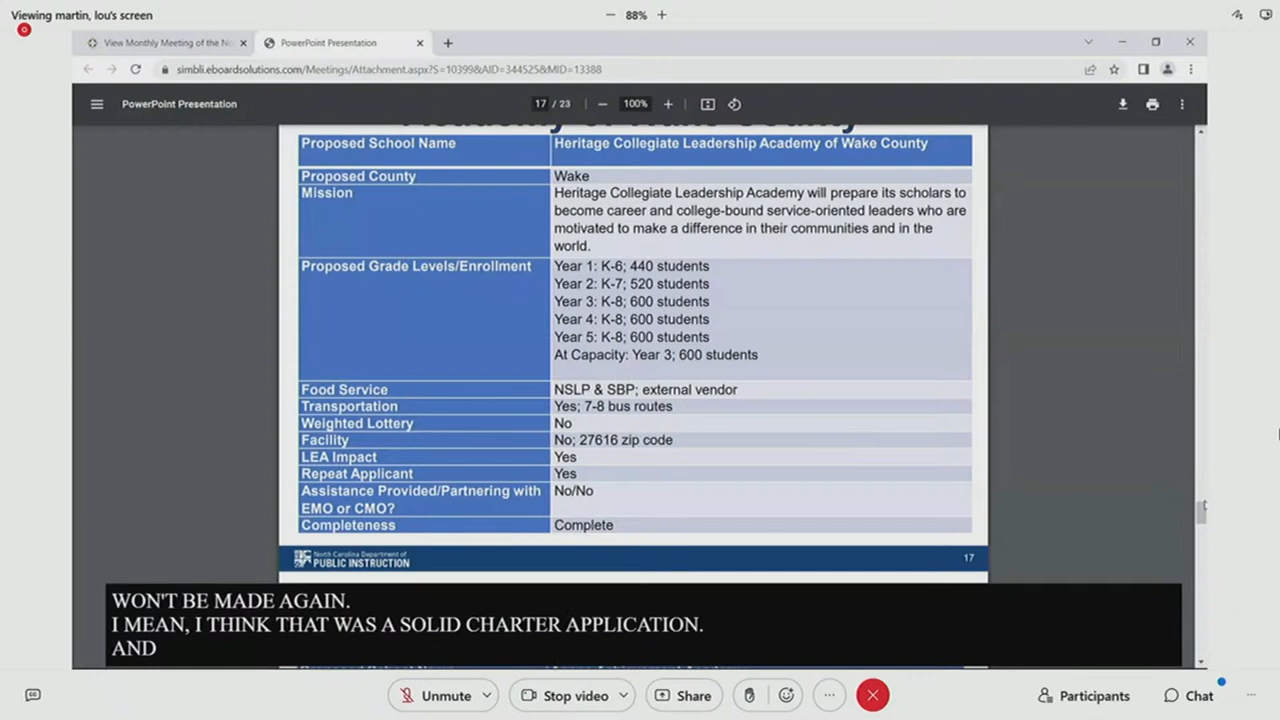 Viewing martin, lou's screen
88%
View Monthly Meeting of the No
PowerPoint Presentation
simbli.eboardsolutions.com/Meetings/Attachment.aspx?S=10399&AID=344525&MID=13388
PowerPoint Presentation
17 / 23
100%
Academy of Wake County
Proposed School Name Heritage Collegiate Leadership Academy of Wake County
Proposed County Wake
Mission Heritage Collegiate Leadership Academy will prepare its scholars to
become career and college-bound service-oriented leaders who are
motivated to make a difference in their communities and in the
world.
Proposed Grade Levels/Enrollment Year 1: K-6; 440 students
Year 2: K-7; 520 students
Year 3: K-8; 600 students
Year 4: K-8; 600 students
Year 5: K-8; 600 students
At Capacity: Year 3; 600 students
Food Service NSLP & SBP; external vendor
Transportation Yes; 7-8 bus routes
Weighted Lottery No
Facility No; 27616 zip code
LEA Impact Yes
Repeat Applicant Yes
Assistance Provided/Partnering with No/No
EMO or CMO?
Completeness Complete
North Carolina Department of
PUBLIC INSTRUCTION
17
WON'T BE MADE AGAIN.
I MEAN, I THINK THAT WAS A SOLID CHARTER APPLICATION.
AND
Unmute
Stop video
Share
Participants
Chat